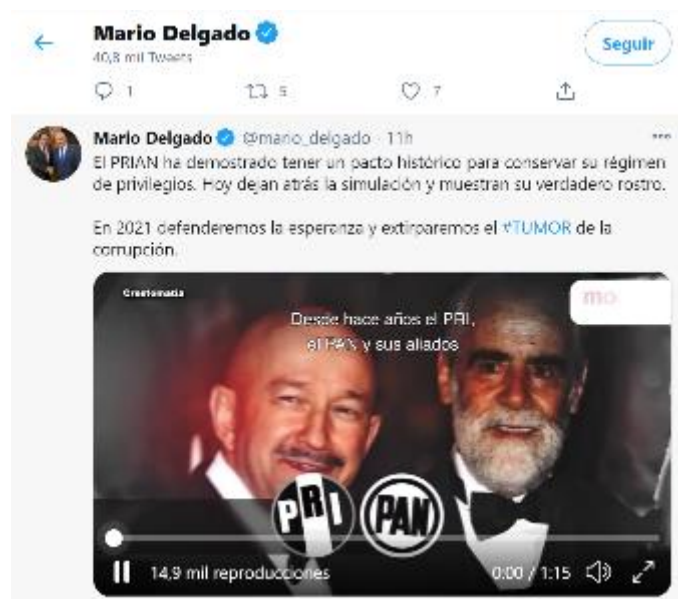 Mario Delgado
40,8 mil Tweets
Seguir
1 5 7
Mario Delgado @mario_delgado · 11h
El PRIAN ha demostrado tener un pacto histórico para conservar su régimen
de privilegios. Hoy dejan atrás la simulación y muestran su verdadero rostro.
En 2021 defenderemos la esperanza y extirparemos el #TUMOR de la
corrupción.
Creetomatia
mo
Desde hace años el PRI,
el PAN y sus aliados
PRI PAN
14,9 mil reproducciones 0:00 / 1:15